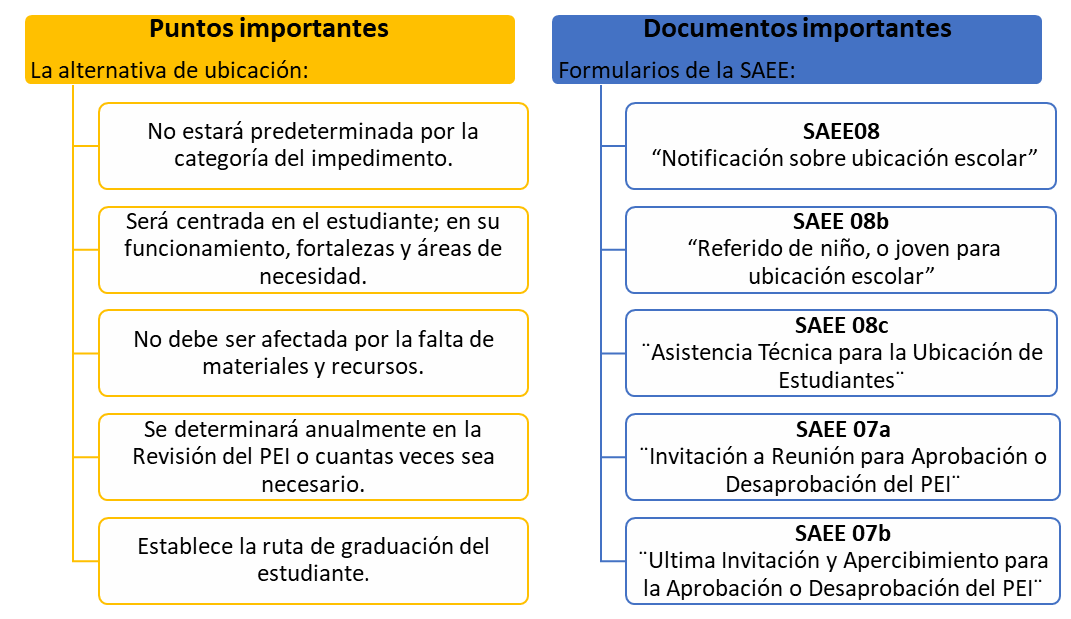 Puntos importantes
La alternativa de ubicación:
No estará predeterminada por la
categoría del impedimento.
Será centrada en el estudiante; en su
funcionamiento, fortalezas y áreas de
necesidad.
No debe ser afectada por la falta de
materiales y recursos.
Se determinará anualmente en la
Revisión del PEI o cuantas veces sea
necesario.
Establece la ruta de graduación del
estudiante.
Documentos importantes
Formularios de la SAEE:
SAEE08
“Notificación sobre ubicación escolar”
SAEE 08b
“Referido de niño, o joven para
ubicación escolar”
SAEE 08c
¨Asistencia Técnica para la Ubicación de
Estudiantes¨
SAEE 07a
¨Invitación a Reunión para Aprobación o
Desaprobación del PEI¨
SAEE 07b
¨Ultima Invitación y Apercibimiento para
la Aprobación o Desaprobación del PEI¨